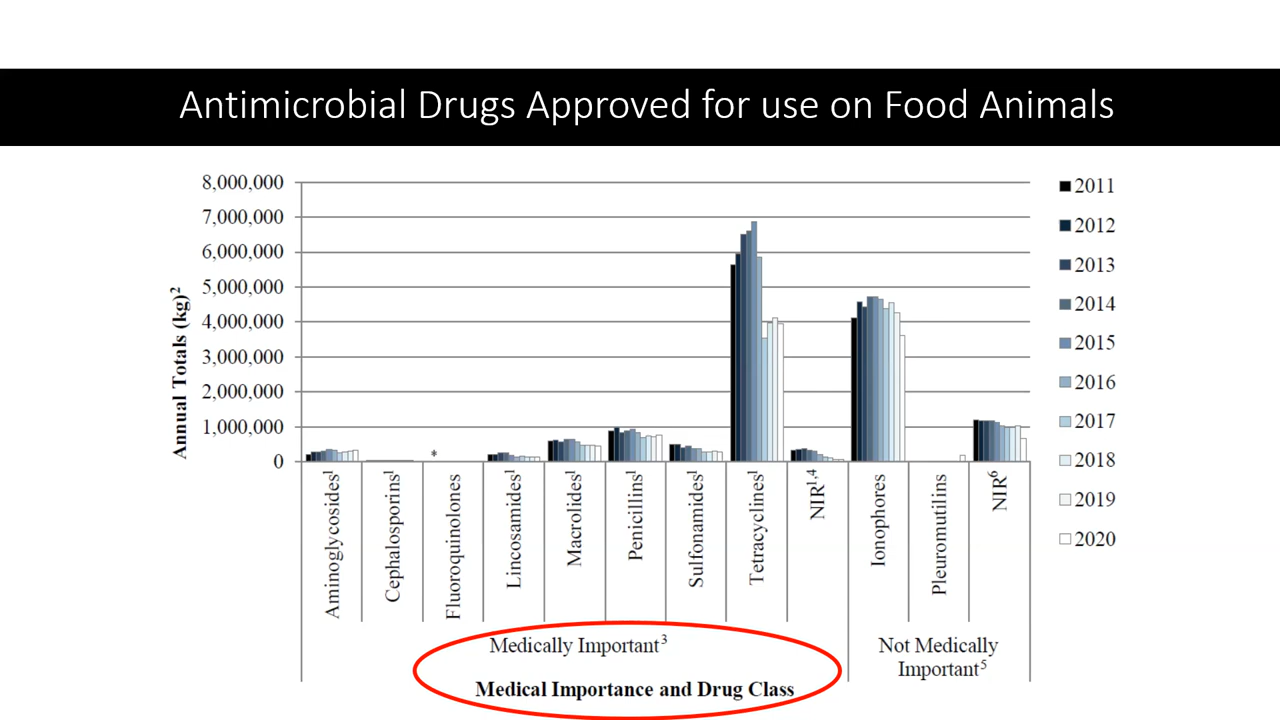 Antimicrobial Drugs Approved for use on Food Animals
8,000,000
7,000,000
6,000,000
5,000,000
4,000,000
3,000,000
2,000,000
1,000,000
0
Annual Totals (kg)²
*
2011
2012
2013
2014
2015
2016
2017
2018
2019
2020
Aminoglycosides¹
Cephalosporins¹
Fluoroquinolones
Lincosamides¹
Macrolides¹
Penicillins¹
Sulfonamides¹
Tetracyclines¹
NIR¹,⁴
Ionophores
Pleuromutilins
NIR⁶
Medically Important³
Not Medically
Important⁵
Medical Importance and Drug Class